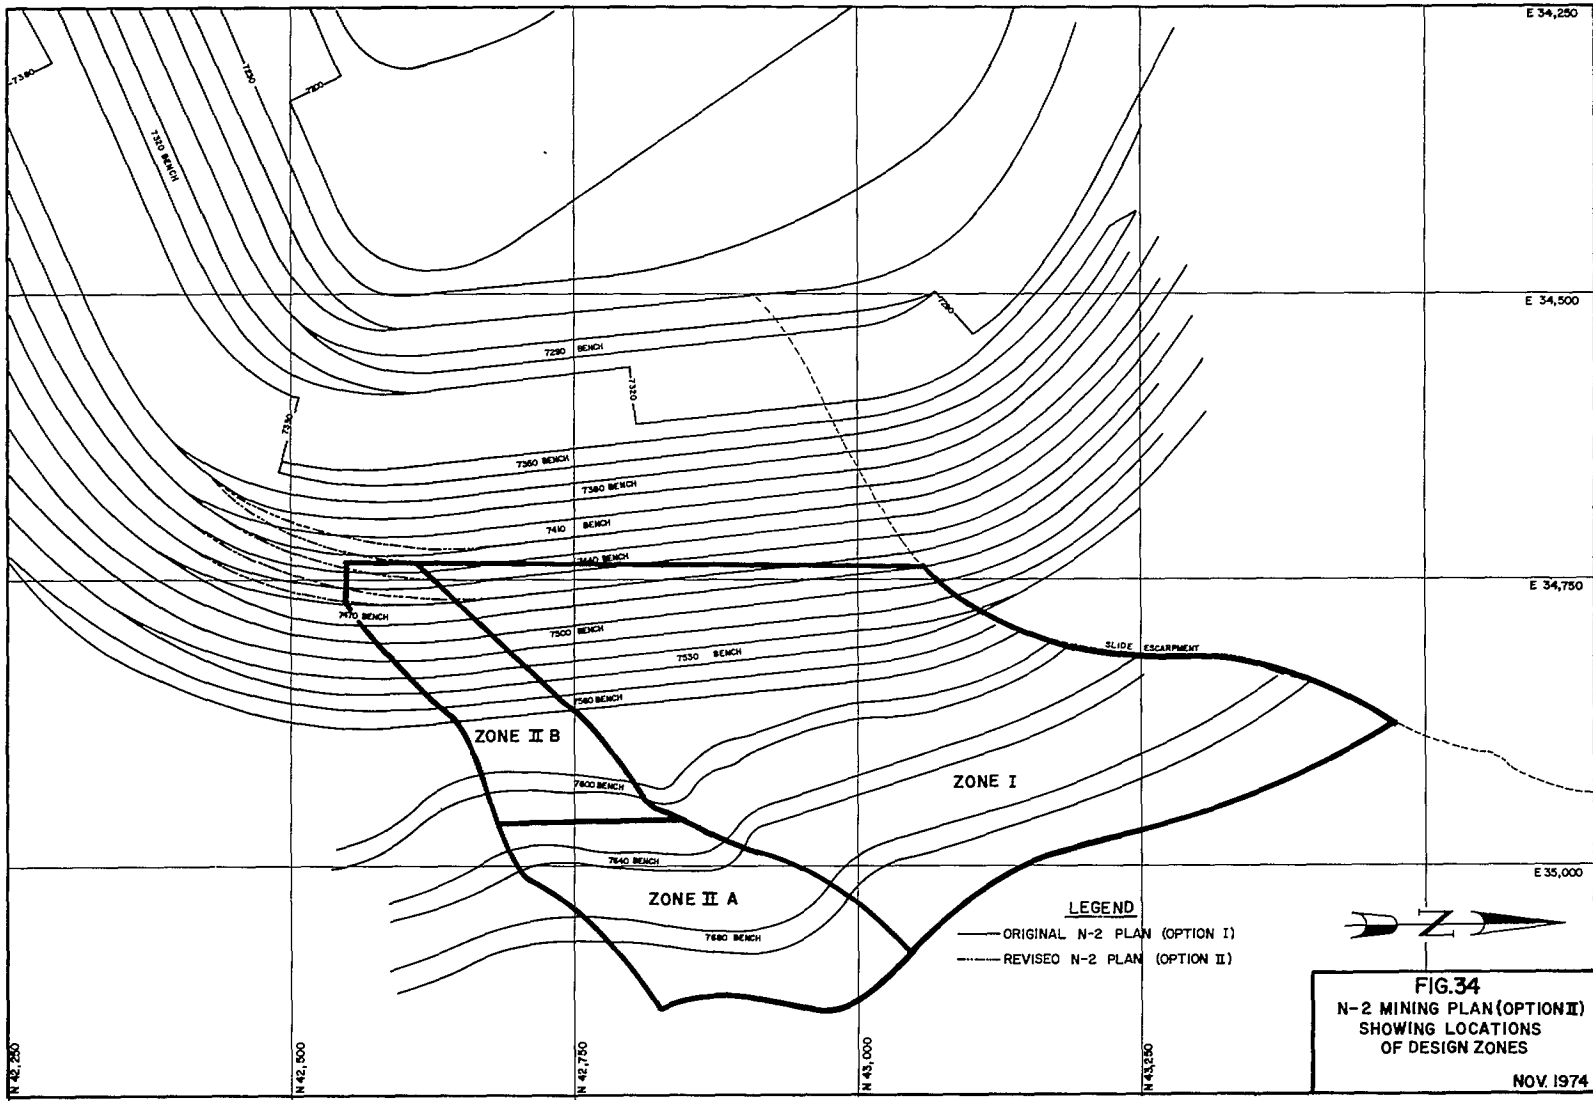 E 34,250
7380
7250
7200
7320 BENCH
E 34,500
7290
7290 BENCH
7320
7350
7350 BENCH
7380 BENCH
7410 BENCH
7440 BENCH
E 34,750
7470 BENCH
7500 BENCH
7530 BENCH
SLIDE ESCARPMENT
7560 BENCH
ZONE II B
7600 BENCH
ZONE I
7640 BENCH
E 35,000
ZONE II A
7680 BENCH
LEGEND
ORIGINAL N-2 PLAN (OPTION I)
REVISED N-2 PLAN (OPTION II)
N
FIG.34
N-2 MINING PLAN (OPTION II)
SHOWING LOCATIONS
OF DESIGN ZONES
NOV. 1974
N 42,250
N 42,500
N 42,750
N 43,000
N 43,250